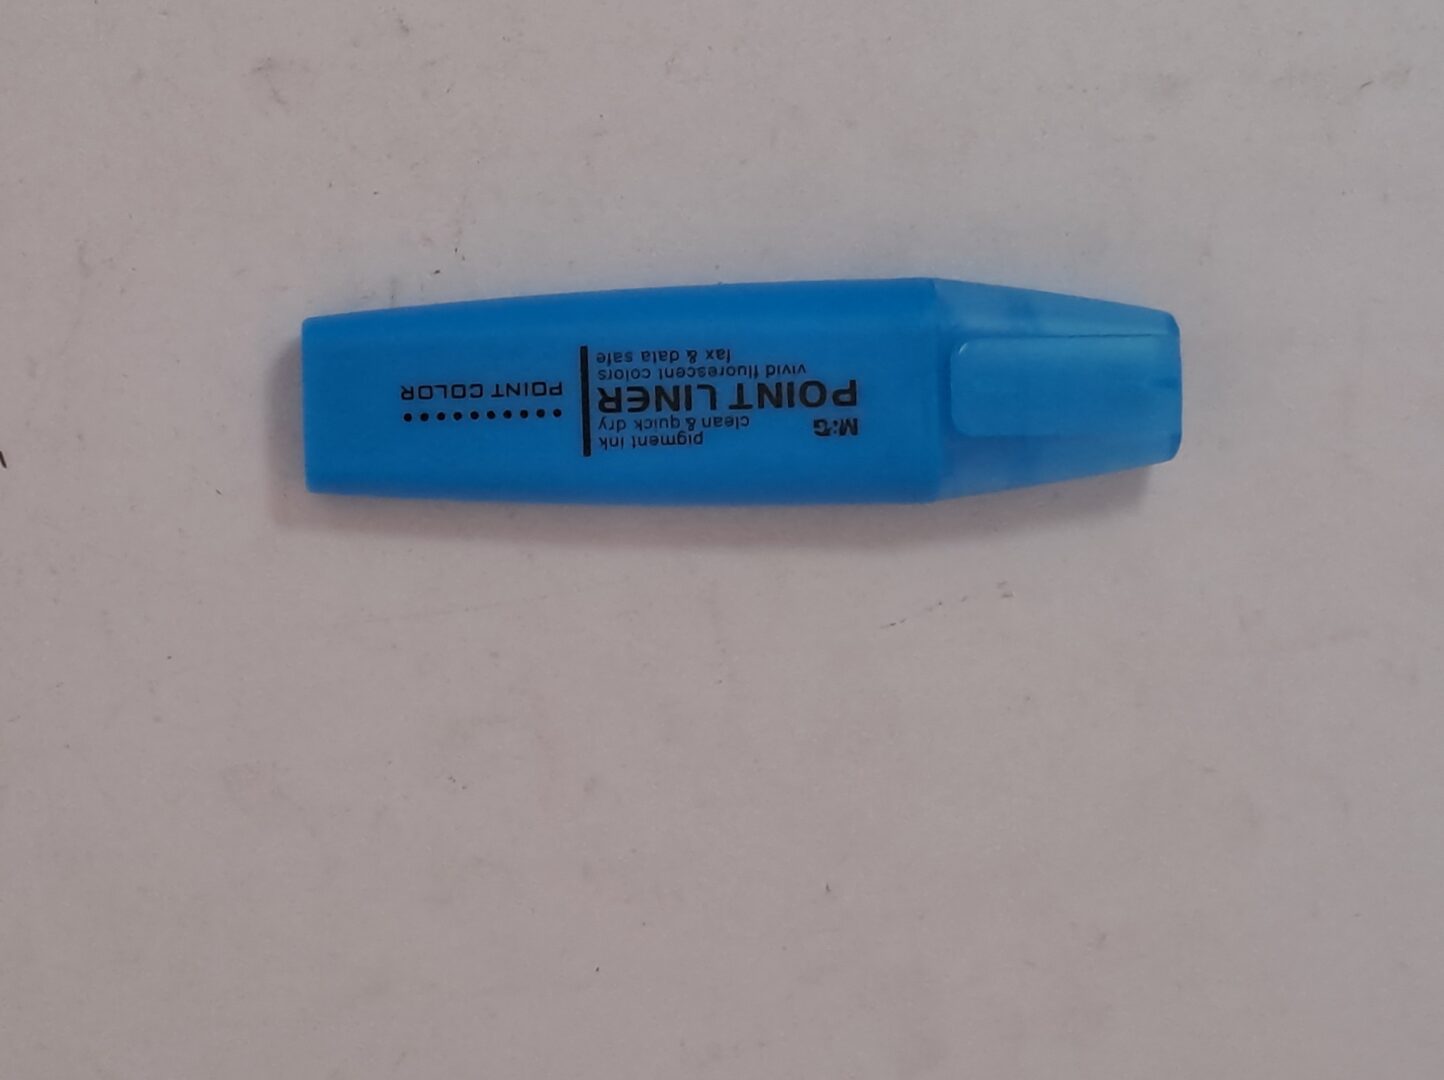 pigment ink
M&G clean & quick dry
POINT LINER
vivid fluorescent colors
fax & data safe
POINT COLOR